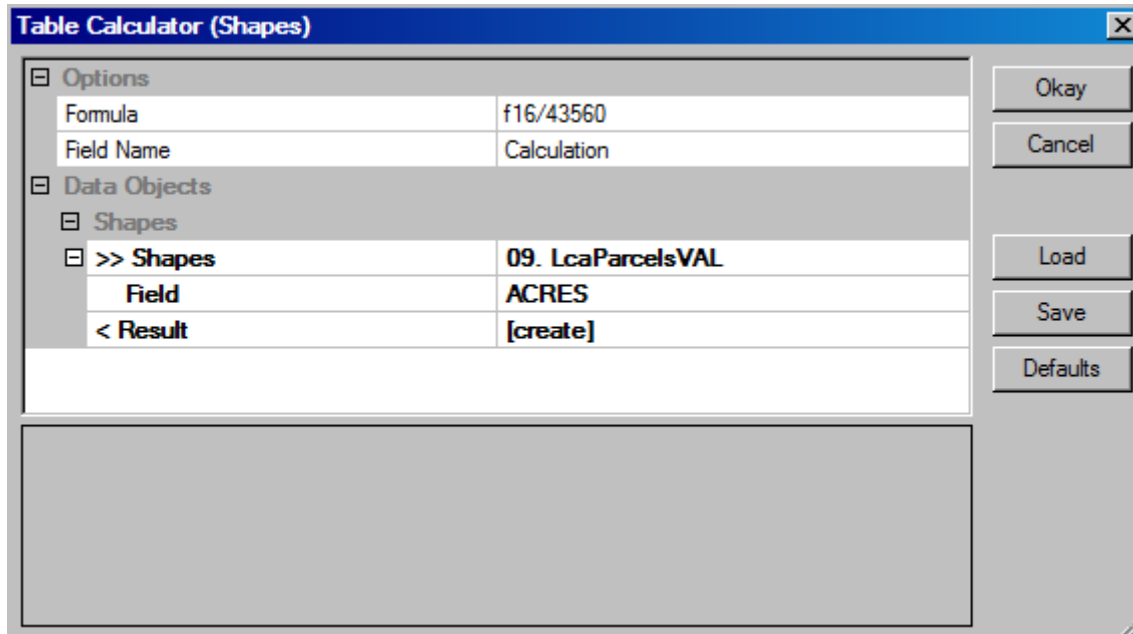 Table Calculator (Shapes)
Options
Formula f16/43560
Field Name Calculation
Data Objects
Shapes
>> Shapes 09. LcaParcelsVAL
Field ACRES
< Result [create]
Okay
Cancel
Load
Save
Defaults